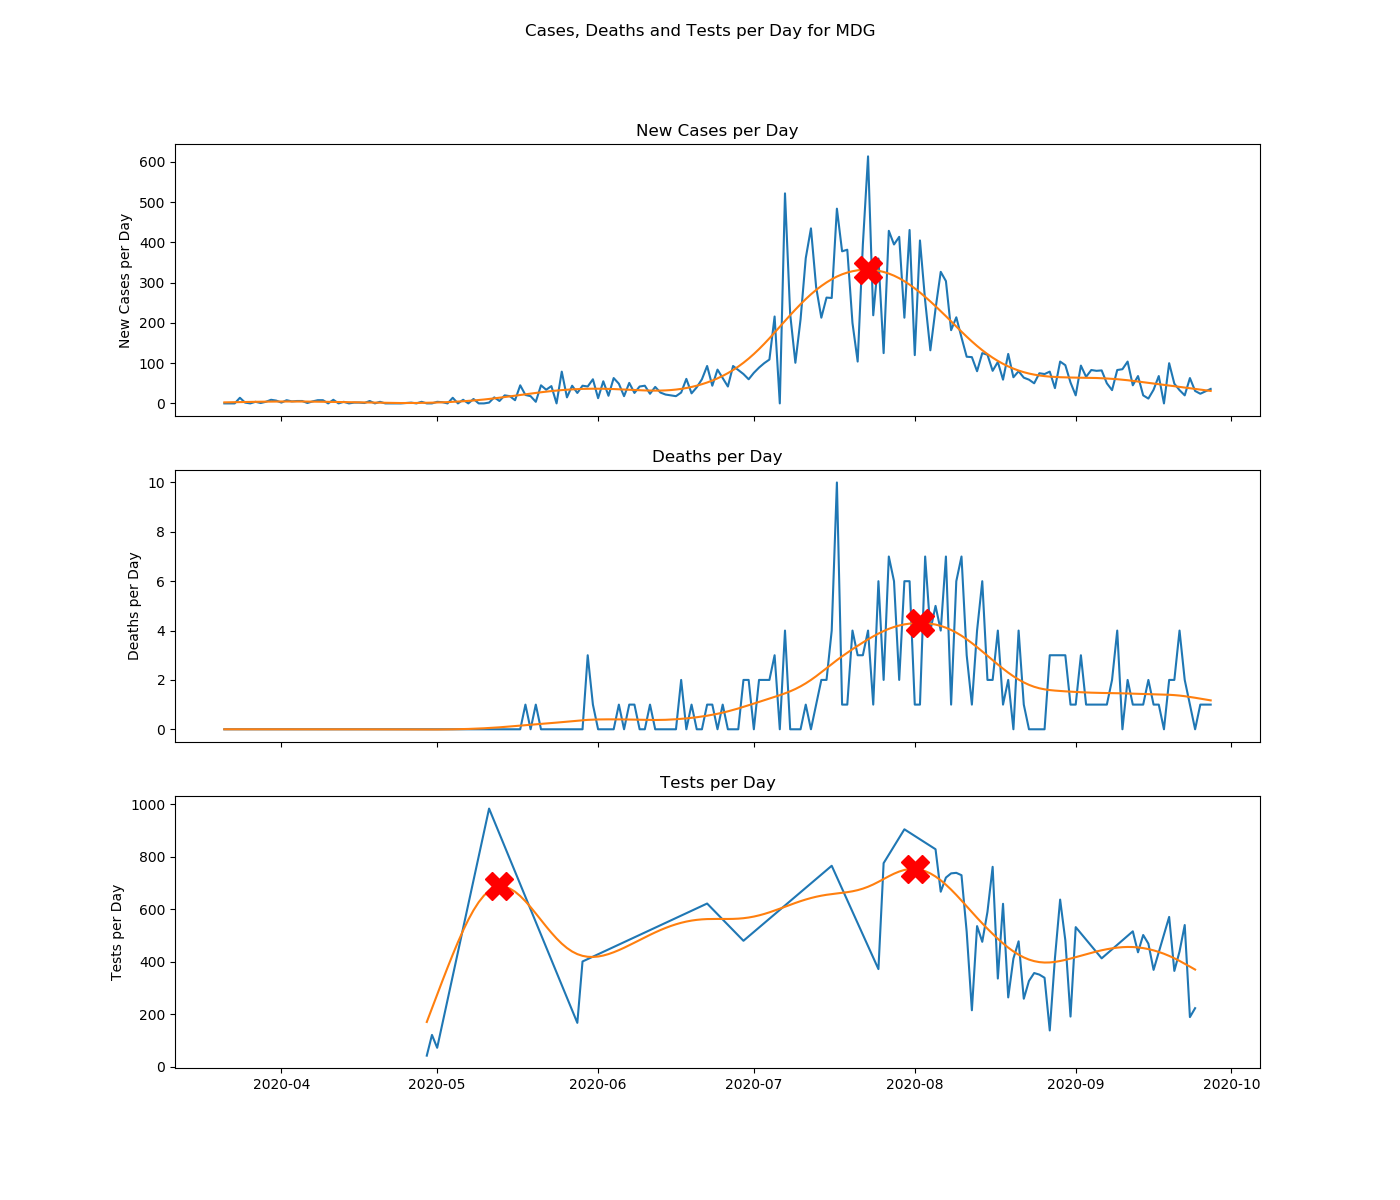 Cases, Deaths and Tests per Day for MDG
New Cases per Day
New Cases per Day
600
500
400
300
200
100
0
Deaths per Day
Deaths per Day
10
8
6
4
2
0
Tests per Day
Tests per Day
1000
800
600
400
200
0
2020-04 2020-05 2020-06 2020-07 2020-08 2020-09 2020-10